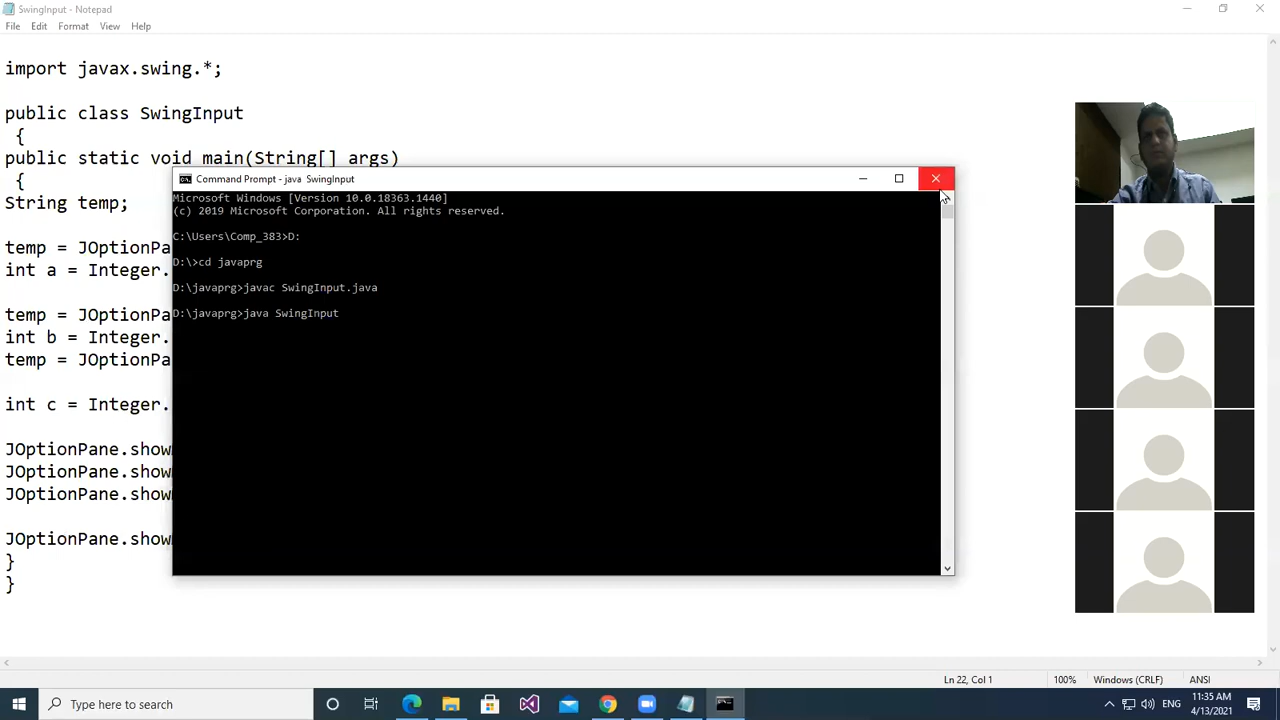 SwingInput - Notepad
File Edit Format View Help
import javax.swing.*;
public class SwingInput
{
public static void main(String[] args)
{
String temp;
temp = JOptionPa
int a = Integer.
temp = JOptionPa
int b = Integer.
temp = JOptionPa
int c = Integer.
JOptionPane.show
JOptionPane.show
JOptionPane.show
JOptionPane.show
}
}
Command Prompt - java SwingInput
Microsoft Windows [Version 10.0.18363.1440]
(c) 2019 Microsoft Corporation. All rights reserved.
C:\Users\Comp_383>D:
D:\>cd javaprg
D:\javaprg>javac SwingInput.java
D:\javaprg>java SwingInput
Ln 22, Col 1 100% Windows (CRLF) ANSI
Type here to search
ENG
11:35 AM
4/13/2021